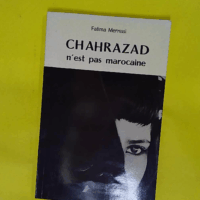 Fatima Mernissi
CHAHRAZAD
n'est pas marocaine